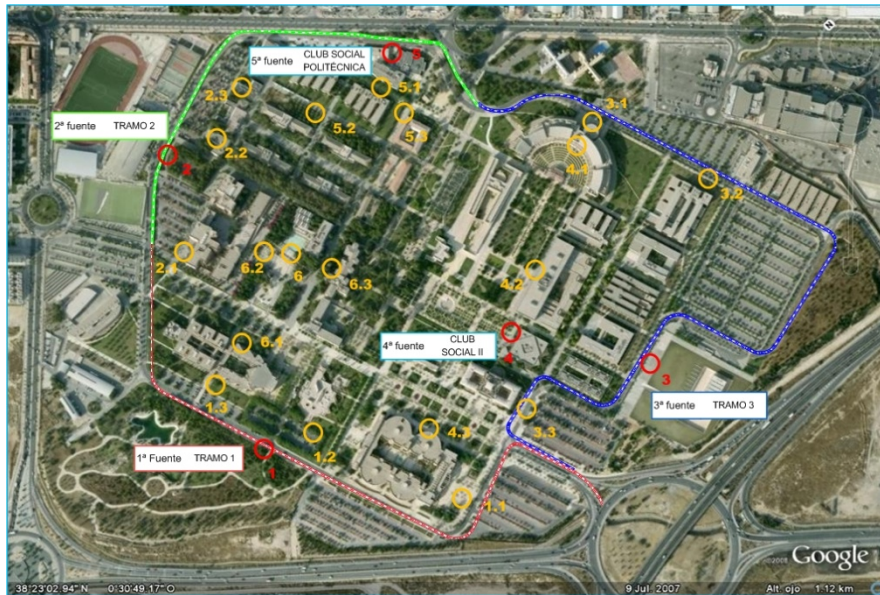 5ª fuente CLUB SOCIAL
POLITÉCNICA
5
2.3
5.1
5.2
5.3
3.1
2ª fuente TRAMO 2
2.2
2
4.1
3.2
2.1
6.2
6
6.3
4.2
4ª fuente CLUB
SOCIAL II
4
6.1
3
1.3
3ª fuente TRAMO 3
1ª Fuente TRAMO 1
1
1.2
3.3
1.1
Google
38°23'02.94" N 0°30'49.17" O
9 Jul 2007
Alt. ojo 1.12 km